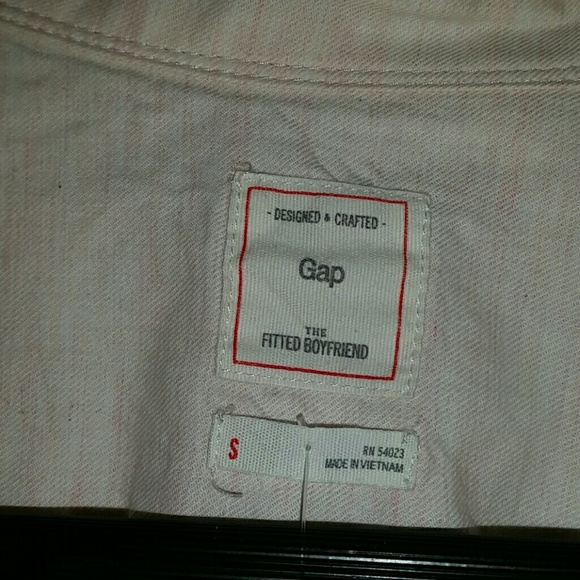 - DESIGNED & CRAFTED -
Gap
THE
FITTED BOYFRIEND
S
RN 54023
MADE IN VIETNAM